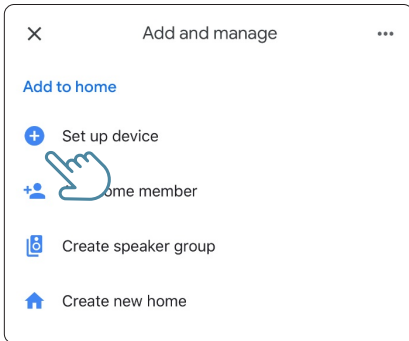 Add and manage
Add to home
Set up device
ome member
Create speaker group
Create new home